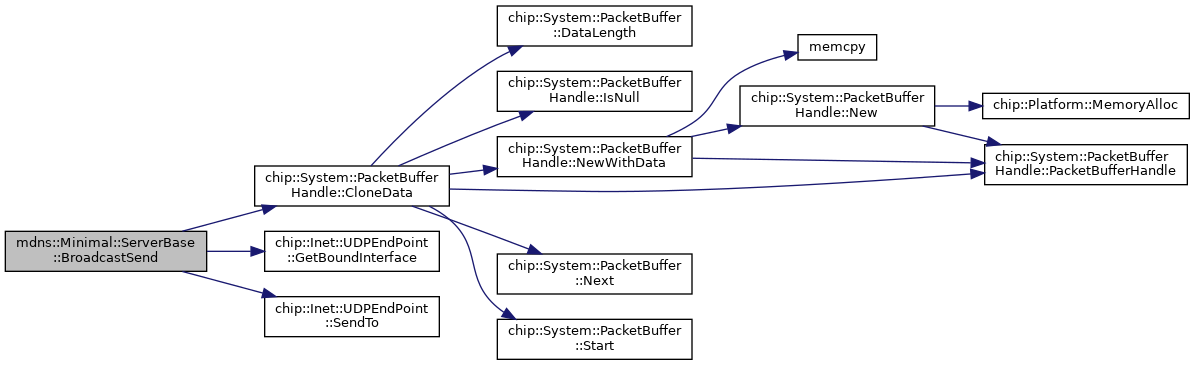 chip::System::PacketBuffer
::DataLength
memcpy
chip::System::PacketBuffer
Handle::IsNull
chip::System::PacketBuffer
Handle::New
chip::Platform::MemoryAlloc
chip::System::PacketBuffer
Handle::NewWithData
chip::System::PacketBuffer
Handle::PacketBufferHandle
chip::System::PacketBuffer
Handle::CloneData
mdns::Minimal::ServerBase
::BroadcastSend
chip::Inet::UDPEndPoint
::GetBoundInterface
chip::System::PacketBuffer
::Next
chip::Inet::UDPEndPoint
::SendTo
chip::System::PacketBuffer
::Start